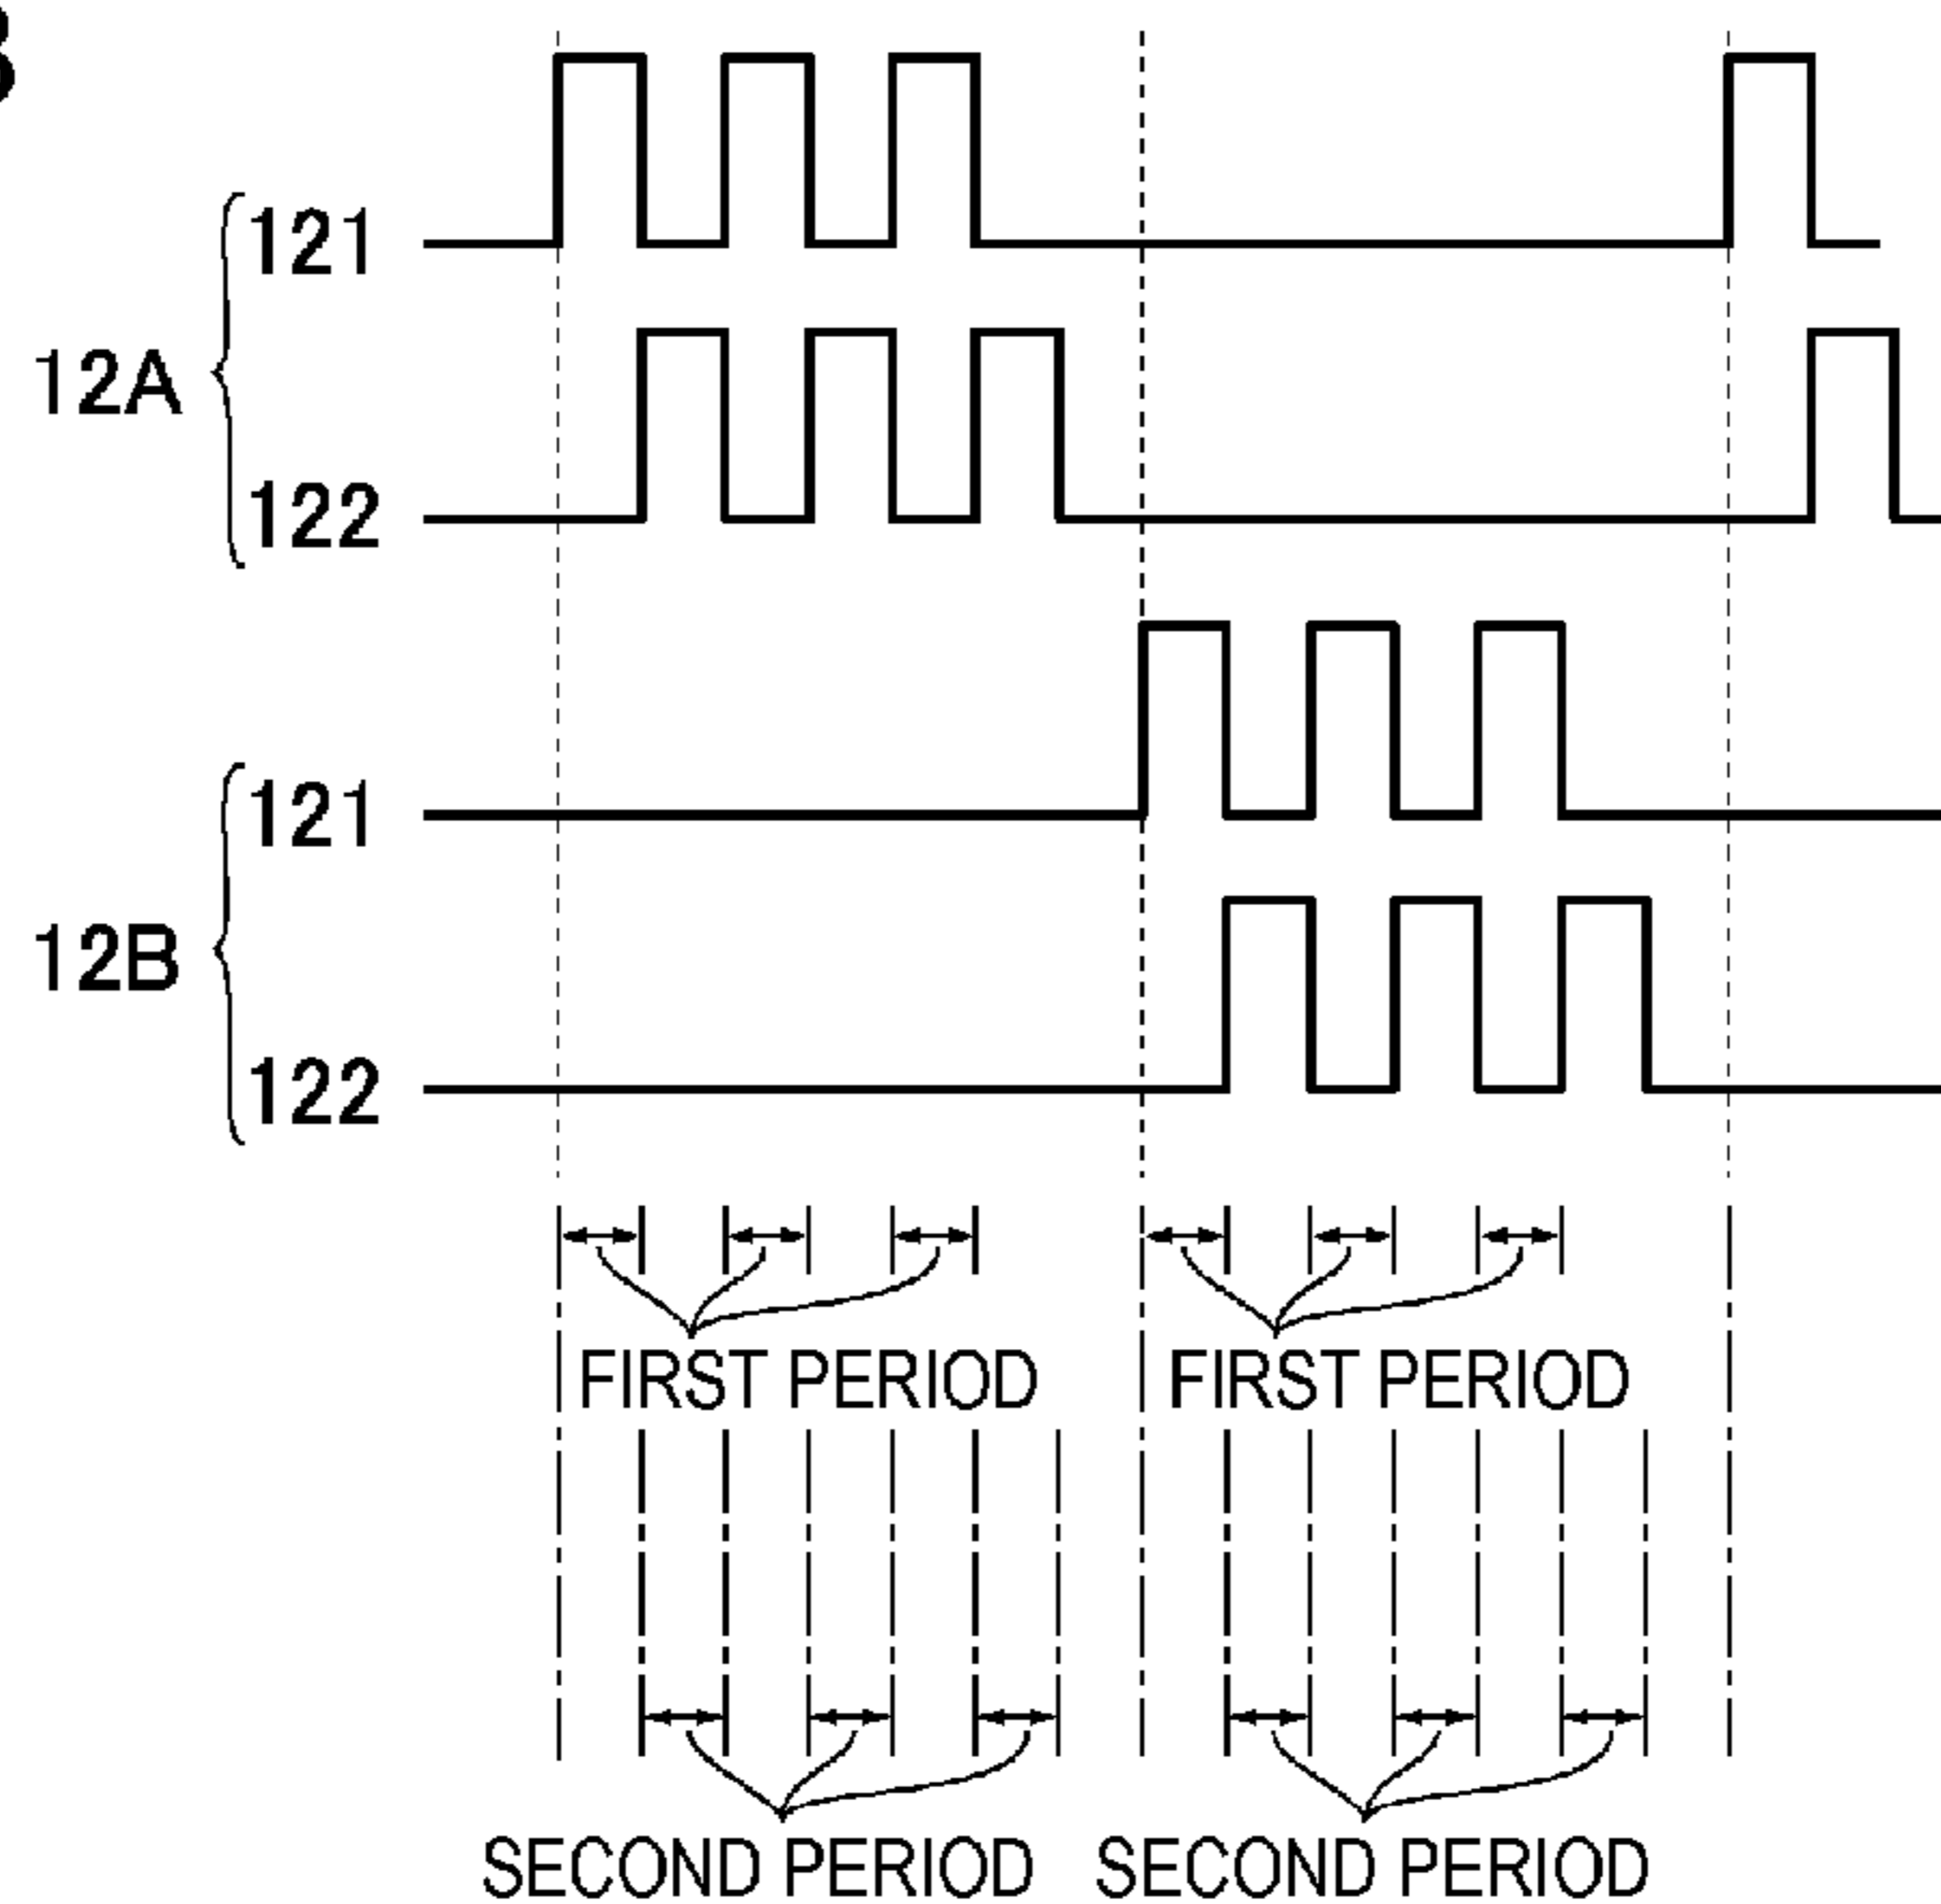 121
12A
122
121
12B
122
FIRST PERIOD FIRST PERIOD
SECOND PERIOD SECOND PERIOD